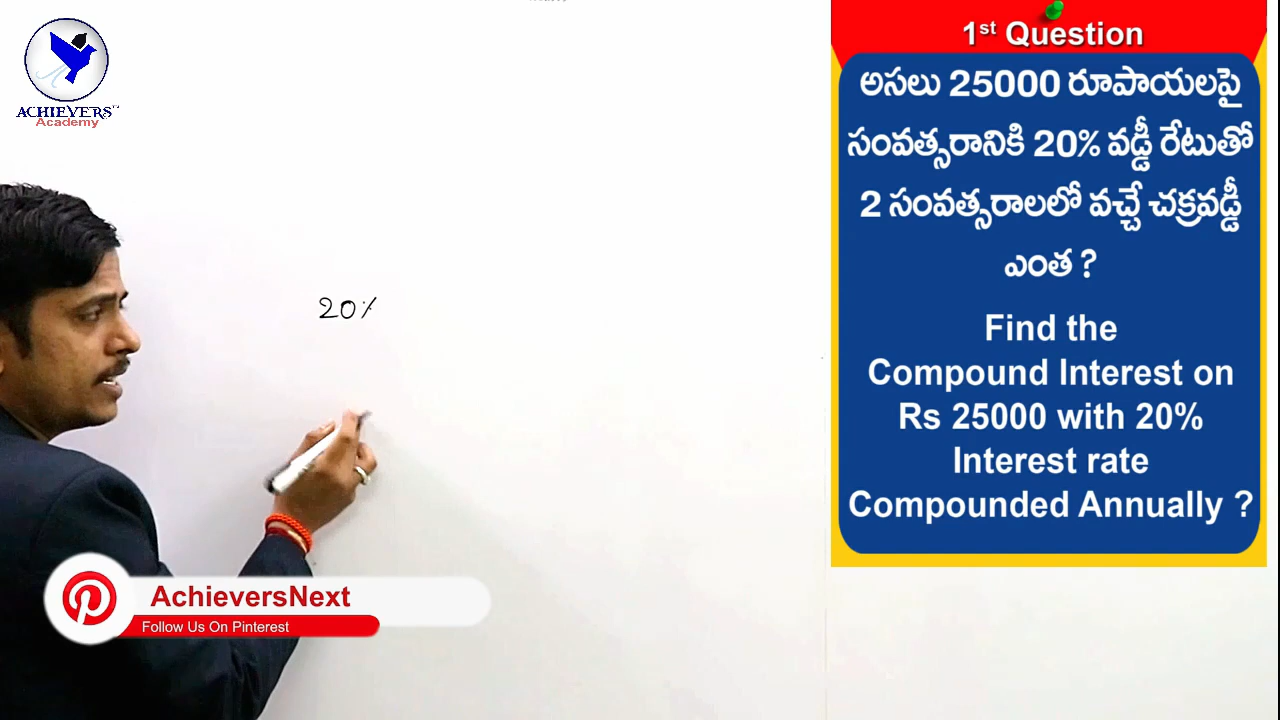 ACHIEVERS
Academy
20%
AchieversNext
Follow Us On Pinterest
1st Question
అసలు 25000 రూపాయలపై
సంవత్సరానికి 20% వడ్డీ రేటుతో
2 సంవత్సరాలలో వచ్చే చక్రవడ్డీ
ఎంత ?
Find the
Compound Interest on
Rs 25000 with 20%
Interest rate
Compounded Annually ?